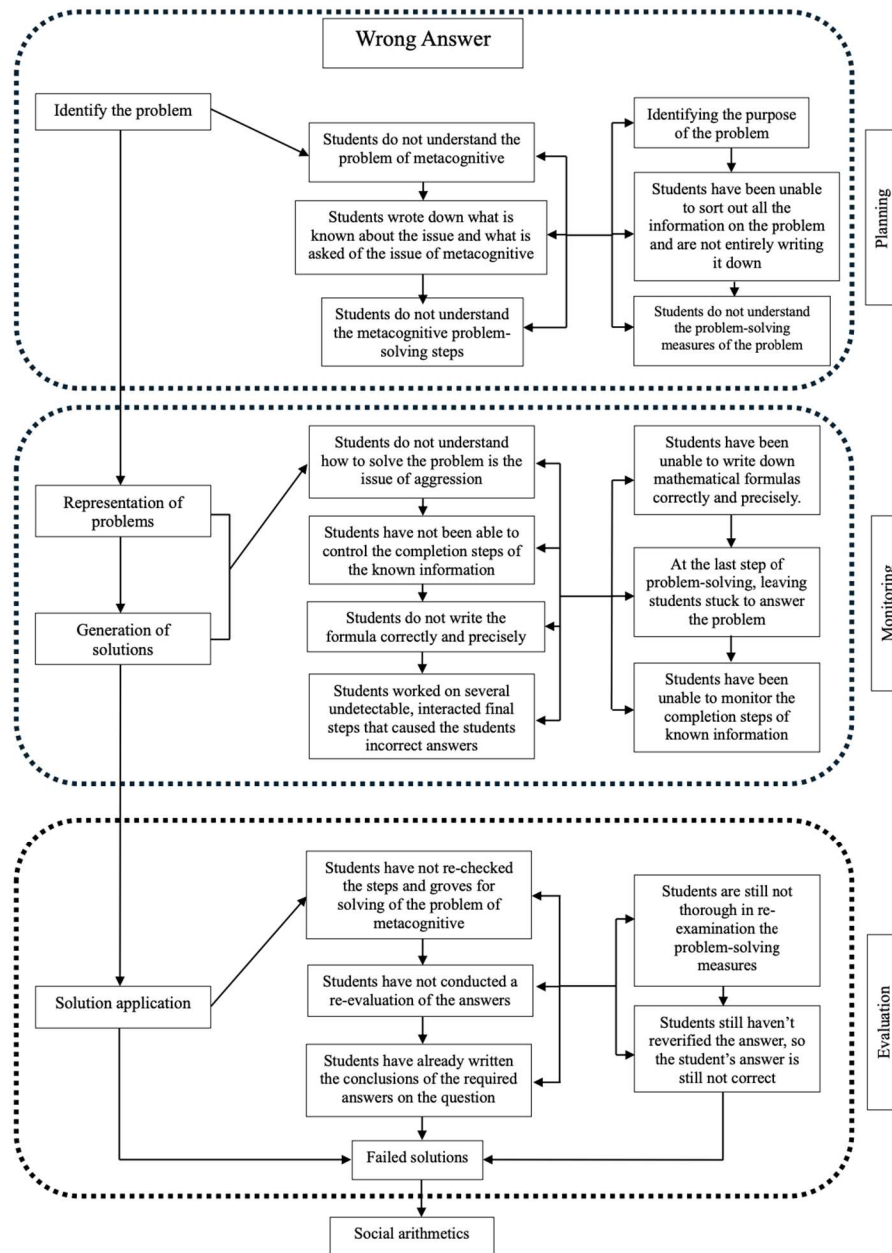 Wrong Answer
Identify the problem
Students do not understand the
problem of metacognitive
Students wrote down what is
known about the issue and what is
asked of the issue of metacognitive
Students do not understand
the metacognitive problem-
solving steps
Identifying the purpose
of the problem
Students have been unable
to sort out all the
information on the problem
and are not entirely writing
it down
Students do not understand
the problem-solving
measures of the problem
Planning
Representation of
problems
Generation of
solutions
Students do not understand
how to solve the problem is the
issue of aggression
Students have not been able to
control the completion steps of
the known information
Students do not write the
formula correctly and precisely
Students worked on several
undetectable, interacted final
steps that caused the students
incorrect answers
Students have been
unable to write down
mathematical formulas
correctly and precisely.
At the last step of
problem-solving, leaving
students stuck to answer
the problem
Students have been
unable to monitor the
completion steps of
known information
Monitoring
Solution application
Students have not re-checked
the steps and groves for
solving of the problem of
metacognitive
Students have not conducted a
re-evaluation of the answers
Students have already written
the conclusions of the required
answers on the question
Students are still not
thorough in re-
examination the
problem-solving
measures
Students still haven't
reverified the answer, so
the student's answer is
still not correct
Evaluation
Failed solutions
Social arithmetics